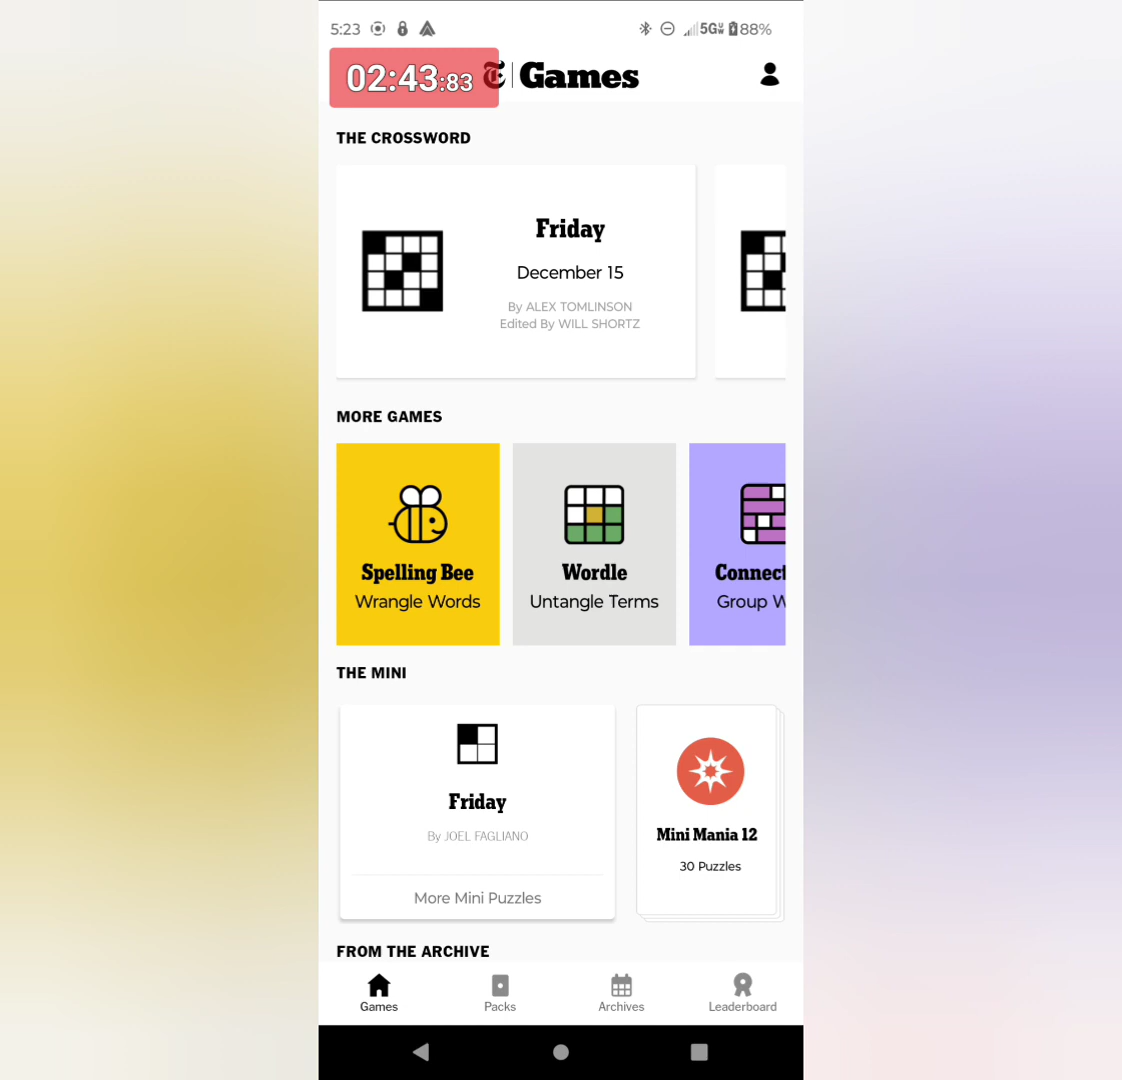 5:23 5G UW 88%
02:43:83 T Games
THE CROSSWORD
Friday
December 15
By ALEX TOMLINSON
Edited By WILL SHORTZ
MORE GAMES
Spelling Bee
Wrangle Words
Wordle
Untangle Terms
Connect
Group W
THE MINI
Friday
By JOEL FAGLIANO
More Mini Puzzles
Mini Mania 12
30 Puzzles
FROM THE ARCHIVE
Games Packs Archives Leaderboard